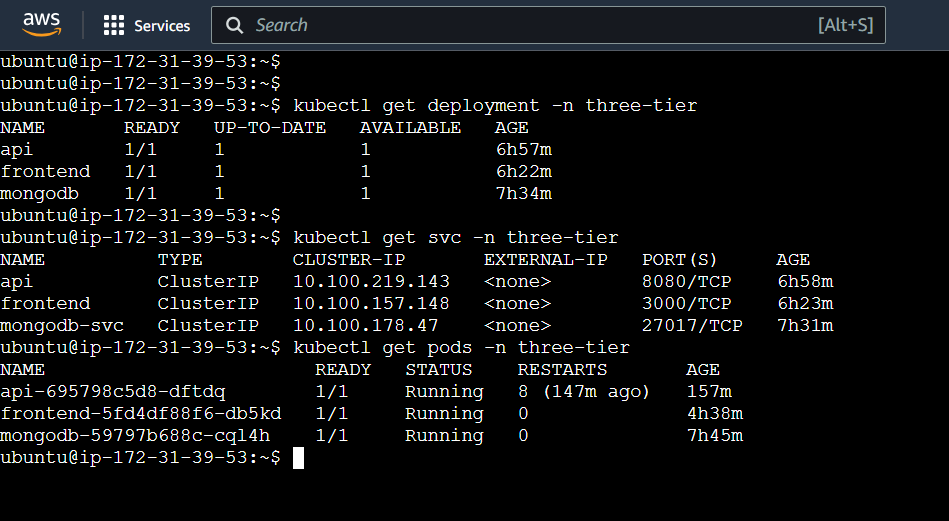 aws Services Search [Alt+S]
ubuntu@ip-172-31-39-53:~$
ubuntu@ip-172-31-39-53:~$
ubuntu@ip-172-31-39-53:~$ kubectl get deployment -n three-tier
NAME READY UP-TO-DATE AVAILABLE AGE
api 1/1 1 1 6h57m
frontend 1/1 1 1 6h22m
mongodb 1/1 1 1 7h34m
ubuntu@ip-172-31-39-53:~$
ubuntu@ip-172-31-39-53:~$ kubectl get svc -n three-tier
NAME TYPE CLUSTER-IP EXTERNAL-IP PORT(S) AGE
api ClusterIP 10.100.219.143 <none> 8080/TCP 6h58m
frontend ClusterIP 10.100.157.148 <none> 3000/TCP 6h23m
mongodb-svc ClusterIP 10.100.178.47 <none> 27017/TCP 7h31m
ubuntu@ip-172-31-39-53:~$ kubectl get pods -n three-tier
NAME READY STATUS RESTARTS AGE
api-695798c5d8-dftdq 1/1 Running 8 (147m ago) 157m
frontend-5fd4df88f6-db5kd 1/1 Running 0 4h38m
mongodb-59797b688c-cql4h 1/1 Running 0 7h45m
ubuntu@ip-172-31-39-53:~$